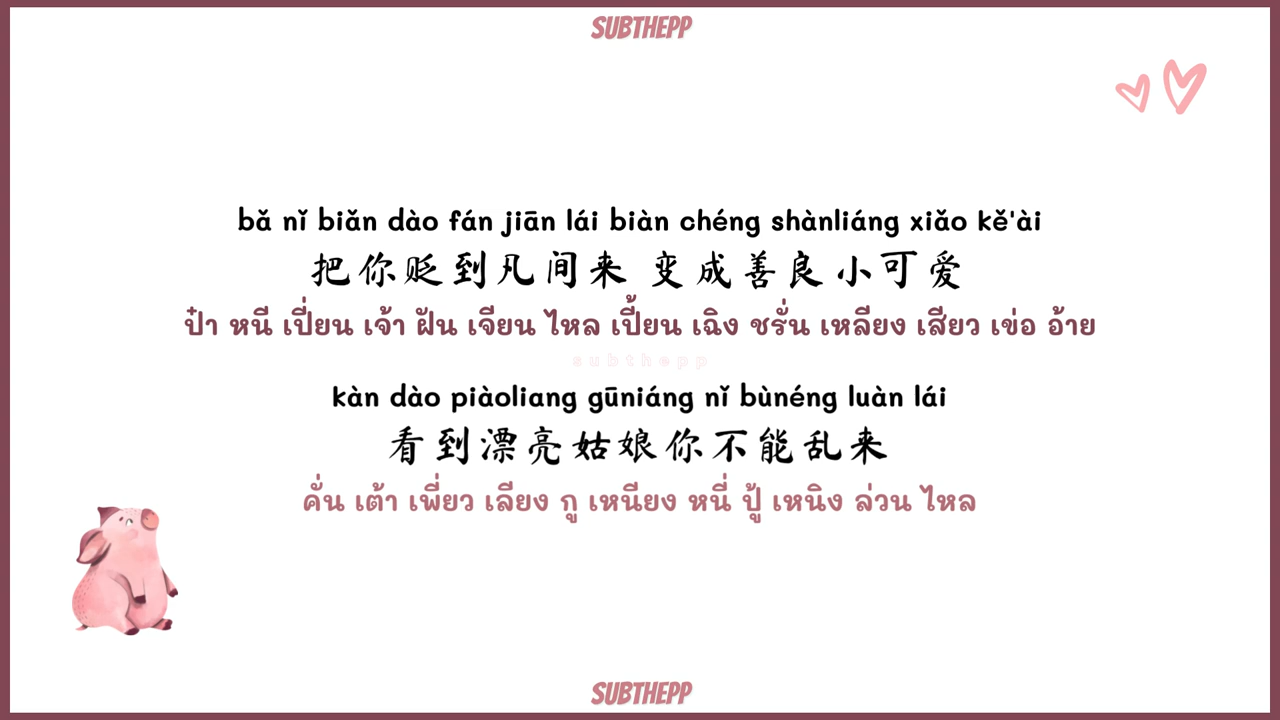 SUBTHEPP
bǎ nǐ biǎn dào fán jiān lái biàn chéng shànliáng xiǎo kě'ài
把你贬到凡间来 变成善良小可爱
ป๋า หนี เปี่ยน เจ้า ฝัน เจียน ไหล เปี้ยน เฉิง ชรั่น เหลียง เสียว เข่อ อ้าย
subthepp
kàn dào piàoliang gūniáng nǐ bùnéng luàn lái
看到漂亮姑娘你不能乱来
คั่น เต้า เพี่ยว เลียง กู เหนียง หนี่ ปู้ เหนิง ล่วน ไหล
SUBTHEPP